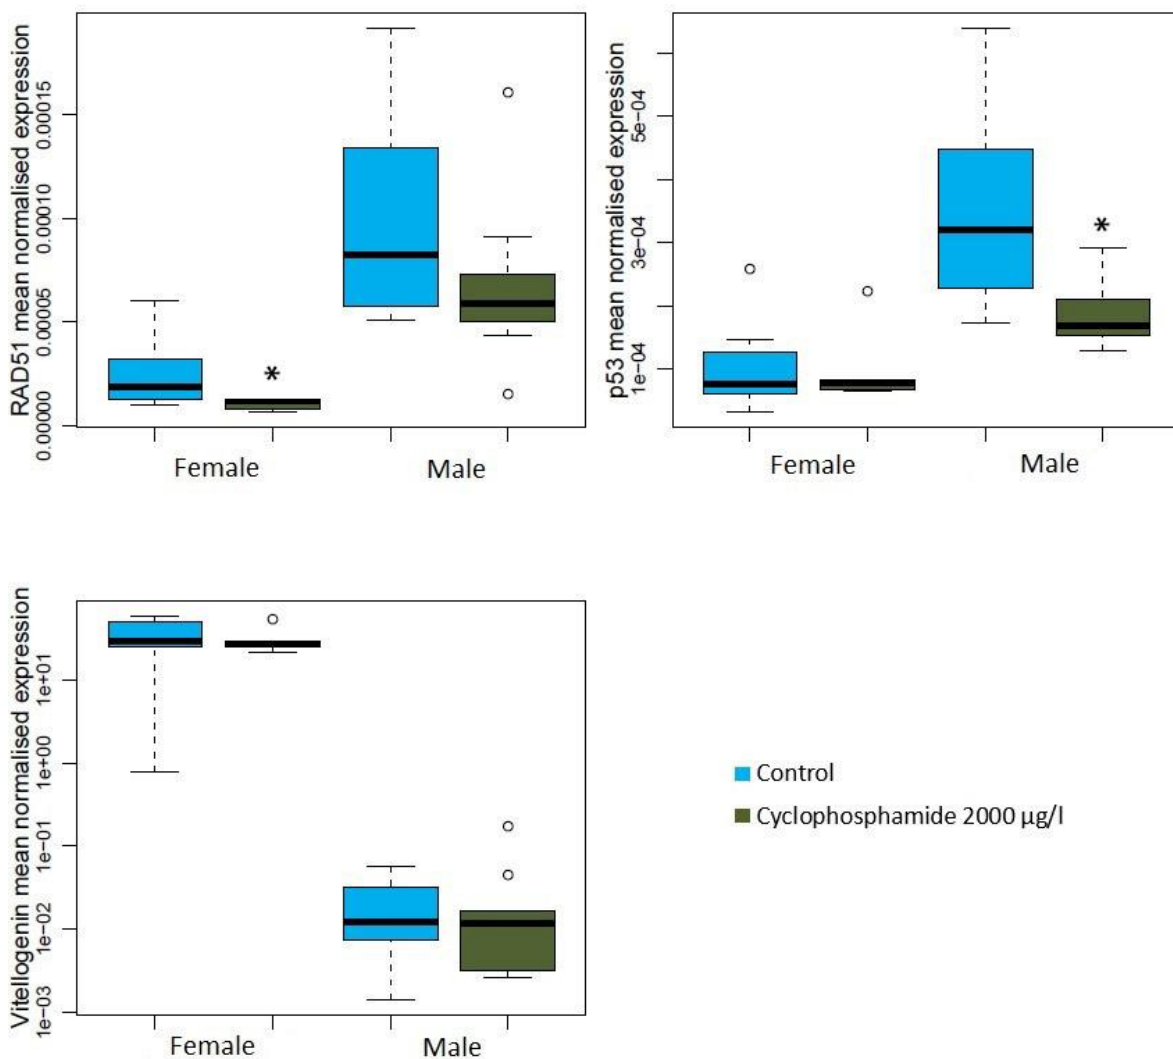 RAD51 mean normalised expression
0.00015
0.00010
0.00005
0.00000
*
Female Male
p53 mean normalised expression
5e−04
3e−04
1e−04
*
Female Male
Vitellogenin mean normalised expression
1e+01
1e+00
1e−01
1e−02
1e−03
Female Male
Control
Cyclophosphamide 2000 µg/l